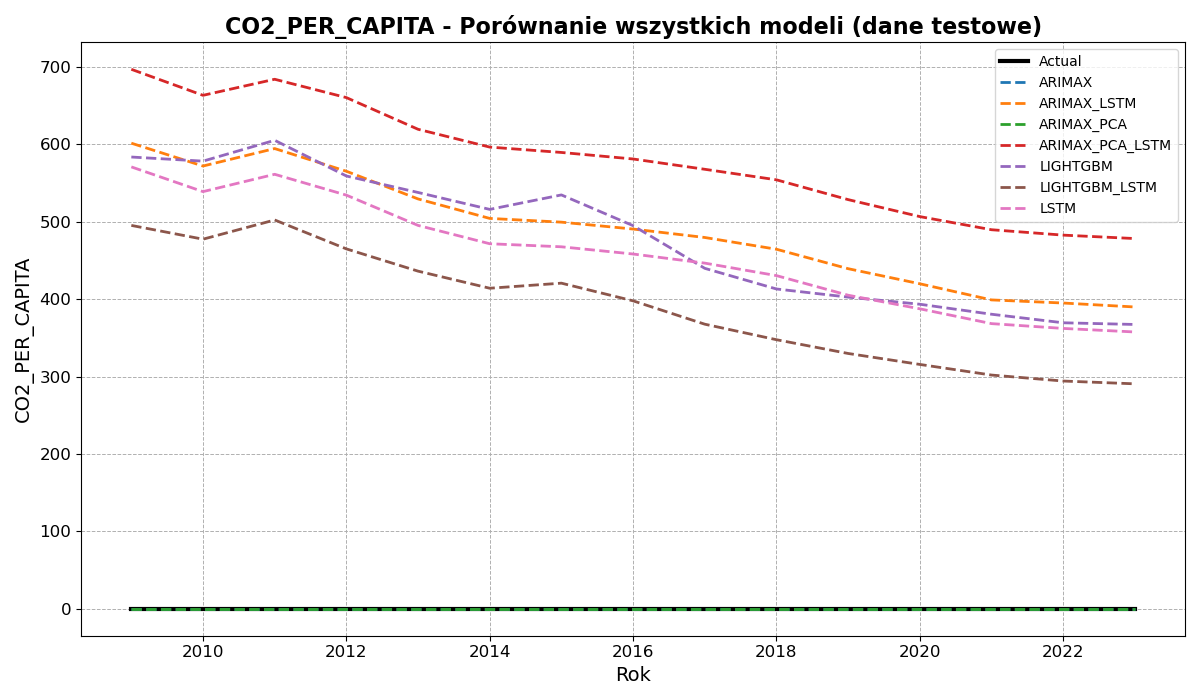 CO2_PER_CAPITA - Porównanie wszystkich modeli (dane testowe)
CO2_PER_CAPITA
700
600
500
400
300
200
100
0
2010 2012 2014 2016 2018 2020 2022
Rok
Actual
ARIMAX
ARIMAX_LSTM
ARIMAX_PCA
ARIMAX_PCA_LSTM
LIGHTGBM
LIGHTGBM_LSTM
LSTM